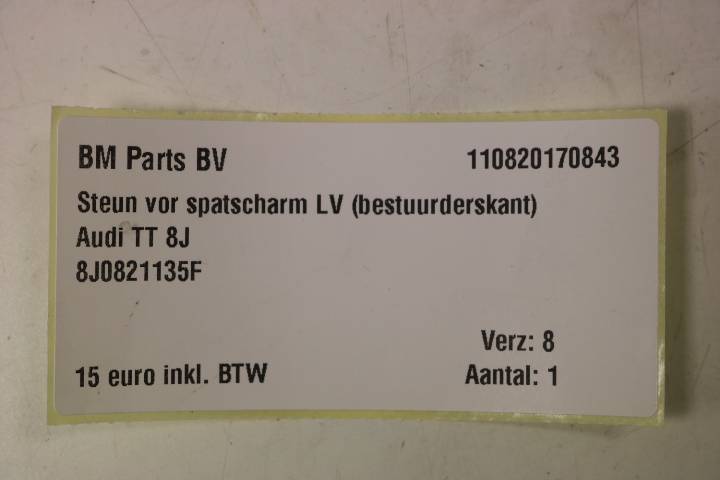 BM Parts BV 110820170843
Steun vor spatscharm LV (bestuurderskant)
Audi TT 8J
8J0821135F
Verz: 8
15 euro inkl. BTW Aantal: 1